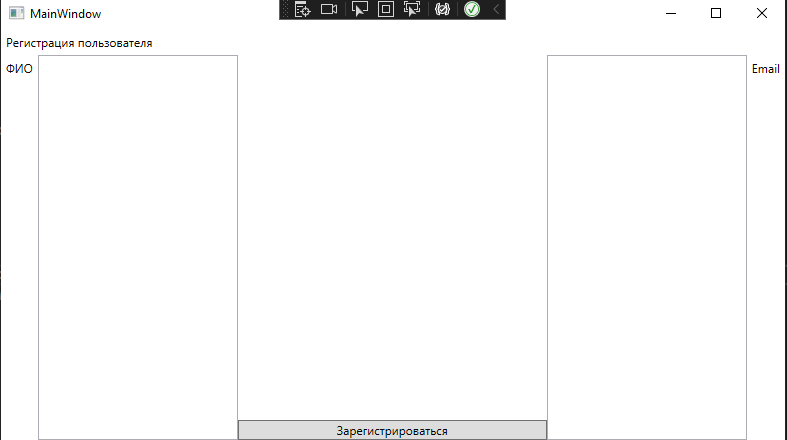 MainWindow
Регистрация пользователя
ФИО
Email
Зарегистрироваться